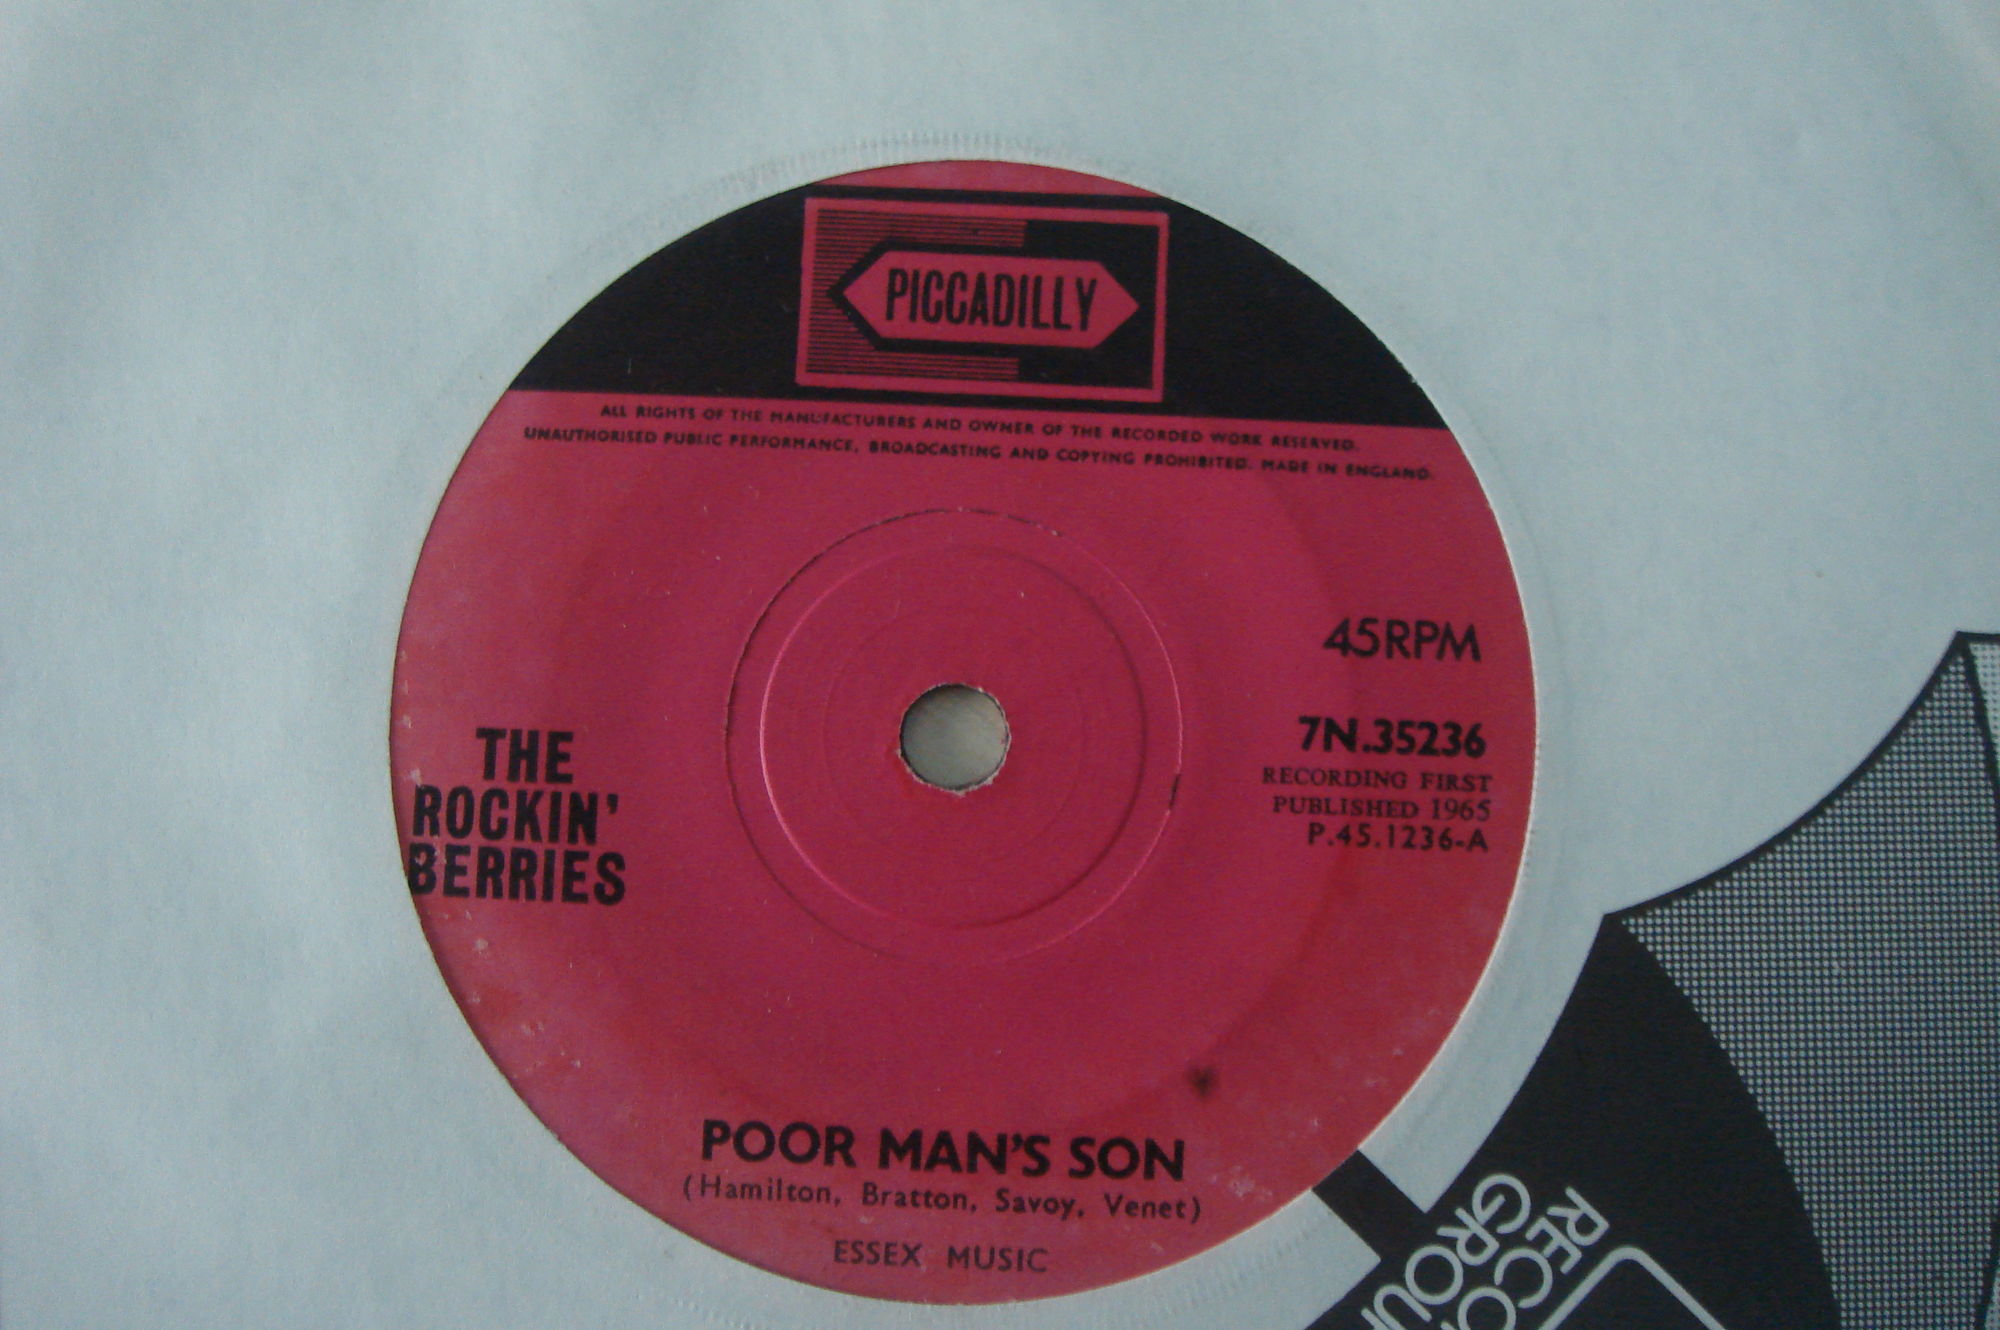 PICCADILLY
ALL RIGHTS OF THE MANUFACTURERS AND OWNER OF THE RECORDED WORK RESERVED.
UNAUTHORISED PUBLIC PERFORMANCE, BROADCASTING AND COPYING PROHIBITED. MADE IN ENGLAND.
45RPM
7N.35236
RECORDING FIRST
PUBLISHED 1965
P.45.1236-A
THE
ROCKIN'
BERRIES
POOR MAN'S SON
(Hamilton, Bratton, Savoy, Venet)
ESSEX MUSIC